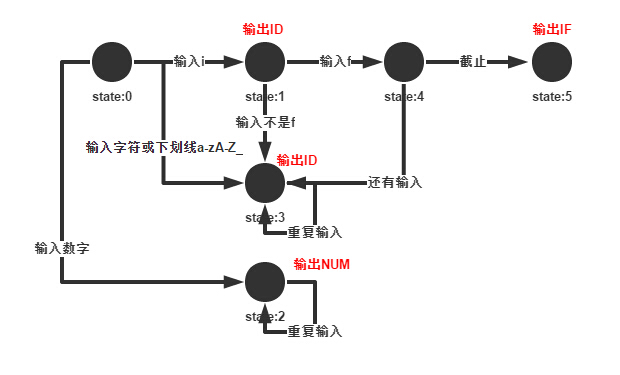 输出ID
输出IF
输入i
输入f
截止
state:0
state:1
state:4
state:5
输入不是f
输入字符或下划线a-zA-Z_
输出ID
还有输入
state:3
重复输入
输入数字
输出NUM
state:2
重复输入